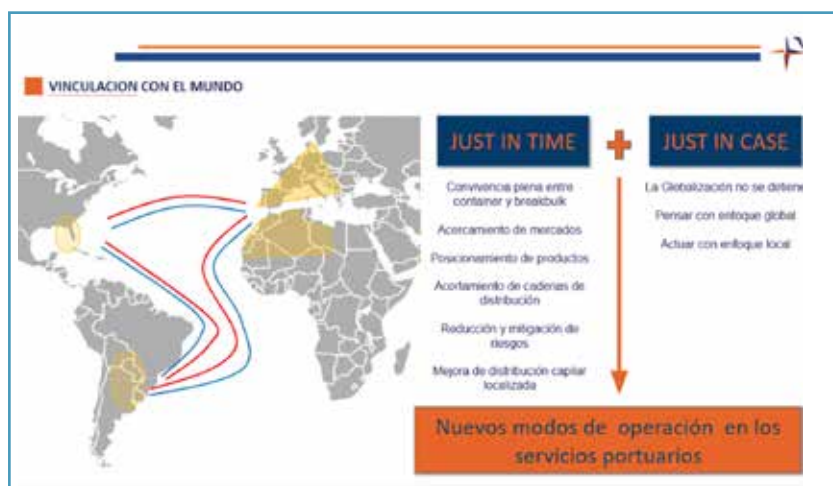 VINCULACION CON EL MUNDO
JUST IN TIME
Convivencia plena entre
container y breakbulk
Acercamiento de mercados
Posicionamiento de productos
Acortamiento de cadenas de
distribución
Reducción y mitigación de
riesgos
Mejora de distribución capilar
localizada
JUST IN CASE
La Globalización no se detiene
Pensar con enfoque global
Actuar con enfoque local
Nuevos modos de operación en los
servicios portuarios